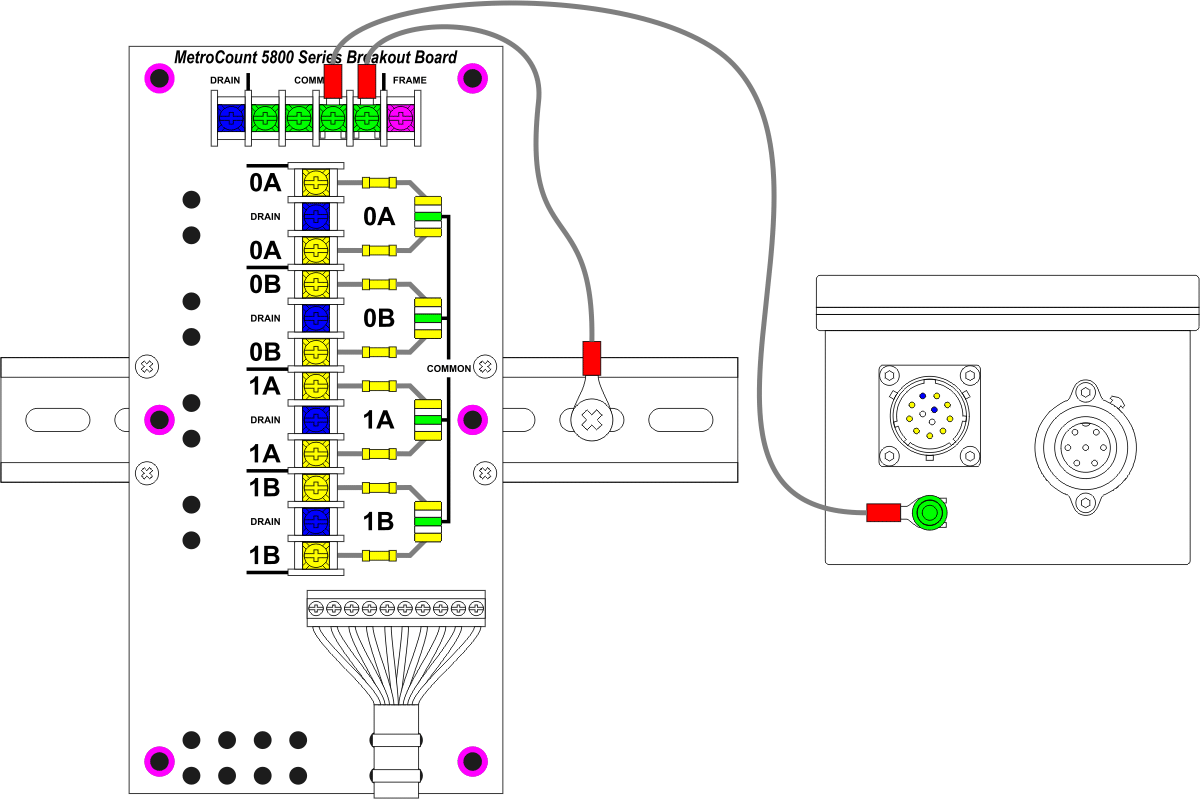 MetroCount 5800 Series Breakout Board
DRAIN COMM FRAME
0A
DRAIN 0A
0A
0B
DRAIN 0B
0B
COMMON
1A
DRAIN 1A
1A
1B
DRAIN 1B
1B